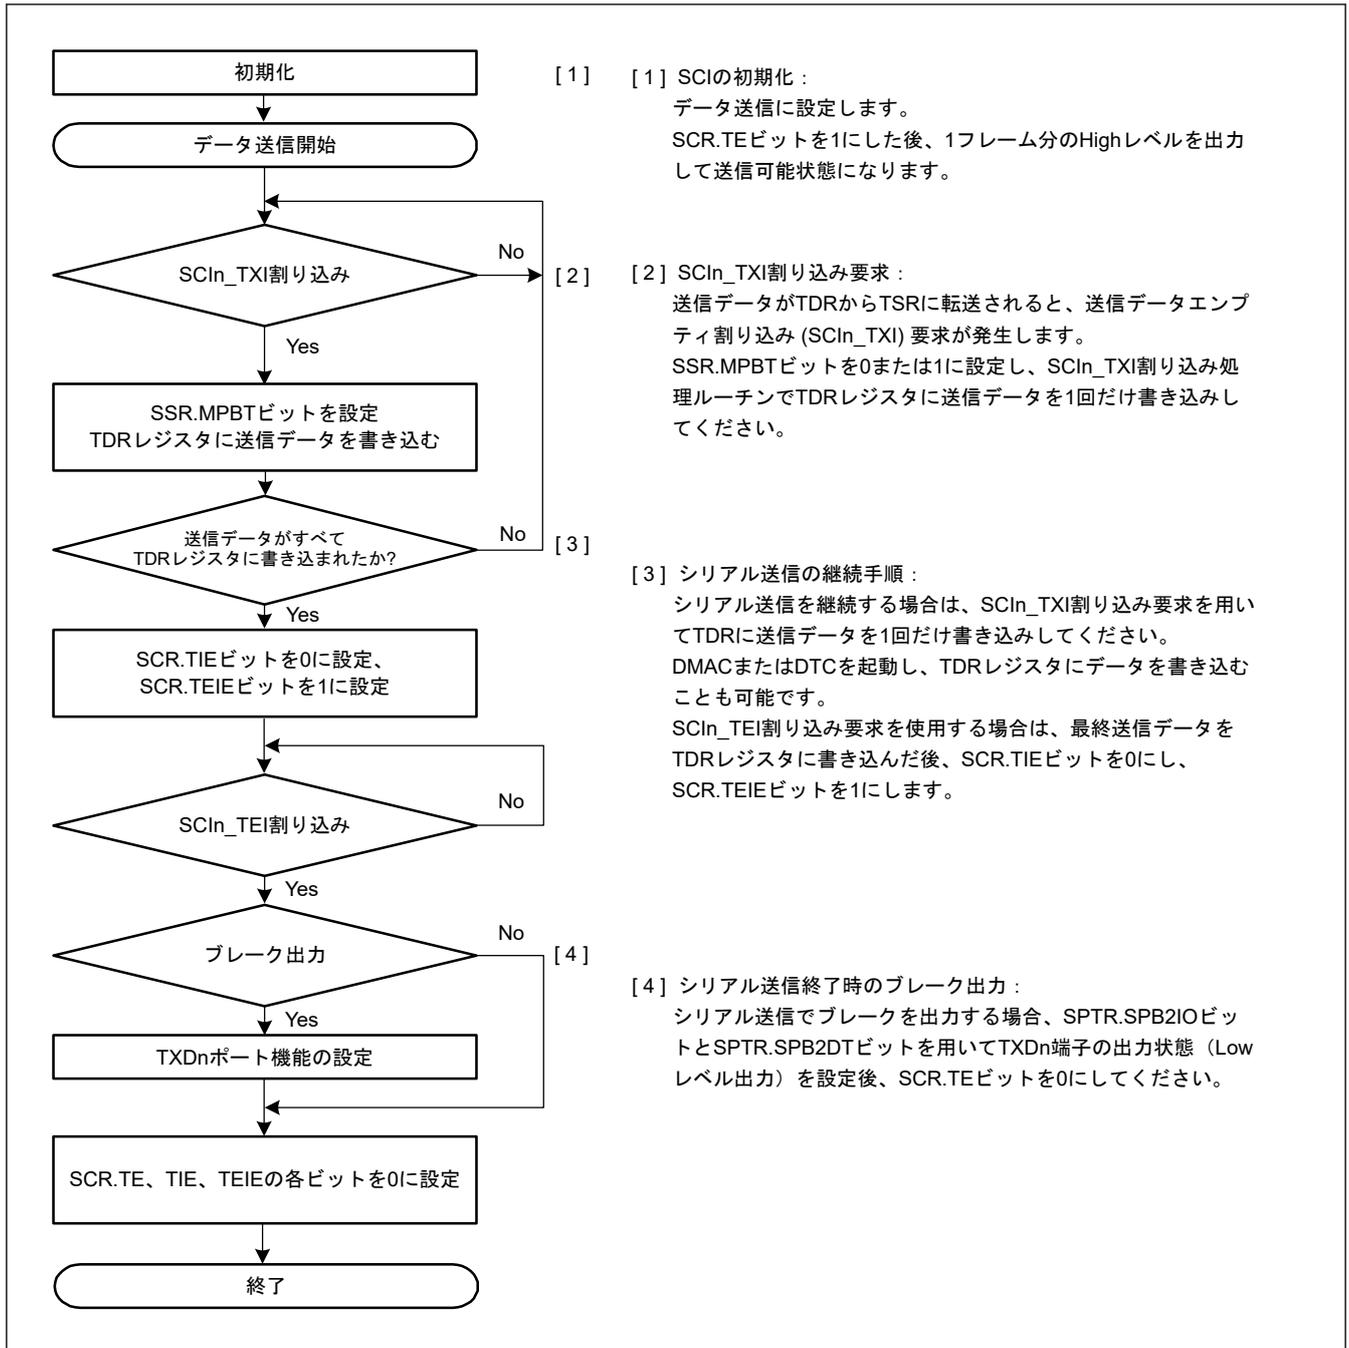 初期化
[ 1 ]
データ送信開始
SCIn_TXI割り込み
No
[ 2 ]
Yes
SSR.MPBTビットを設定
TDRレジスタに送信データを書き込む
送信データがすべて
TDRレジスタに書き込まれたか?
No
[ 3 ]
Yes
SCR.TIEビットを0に設定、
SCR.TEIEビットを1に設定
SCIn_TEI割り込み
No
Yes
ブレーク出力
No
[ 4 ]
Yes
TXDnポート機能の設定
SCR.TE、TIE、TEIEの各ビットを0に設定
終了
[ 1 ] SCIの初期化：
データ送信に設定します。
SCR.TEビットを1にした後、1フレーム分のHighレベルを出力
して送信可能状態になります。
[ 2 ] SCIn_TXI割り込み要求：
送信データがTDRからTSRに転送されると、送信データエンプ
ティ割り込み (SCIn_TXI) 要求が発生します。
SSR.MPBTビットを0または1に設定し、SCIn_TXI割り込み処
理ルーチンでTDRレジスタに送信データを1回だけ書き込みし
てください。
[ 3 ] シリアル送信の継続手順：
シリアル送信を継続する場合は、SCIn_TXI割り込み要求を用い
てTDRに送信データを1回だけ書き込みしてください。
DMACまたはDTCを起動し、TDRレジスタにデータを書き込む
ことも可能です。
SCIn_TEI割り込み要求を使用する場合は、最終送信データを
TDRレジスタに書き込んだ後、SCR.TIEビットを0にし、
SCR.TEIEビットを1にします。
[ 4 ] シリアル送信終了時のブレーク出力：
シリアル送信でブレークを出力する場合、SPTR.SPB2IOビッ
トとSPTR.SPB2DTビットを用いてTXDn端子の出力状態（Low
レベル出力）を設定後、SCR.TEビットを0にしてください。